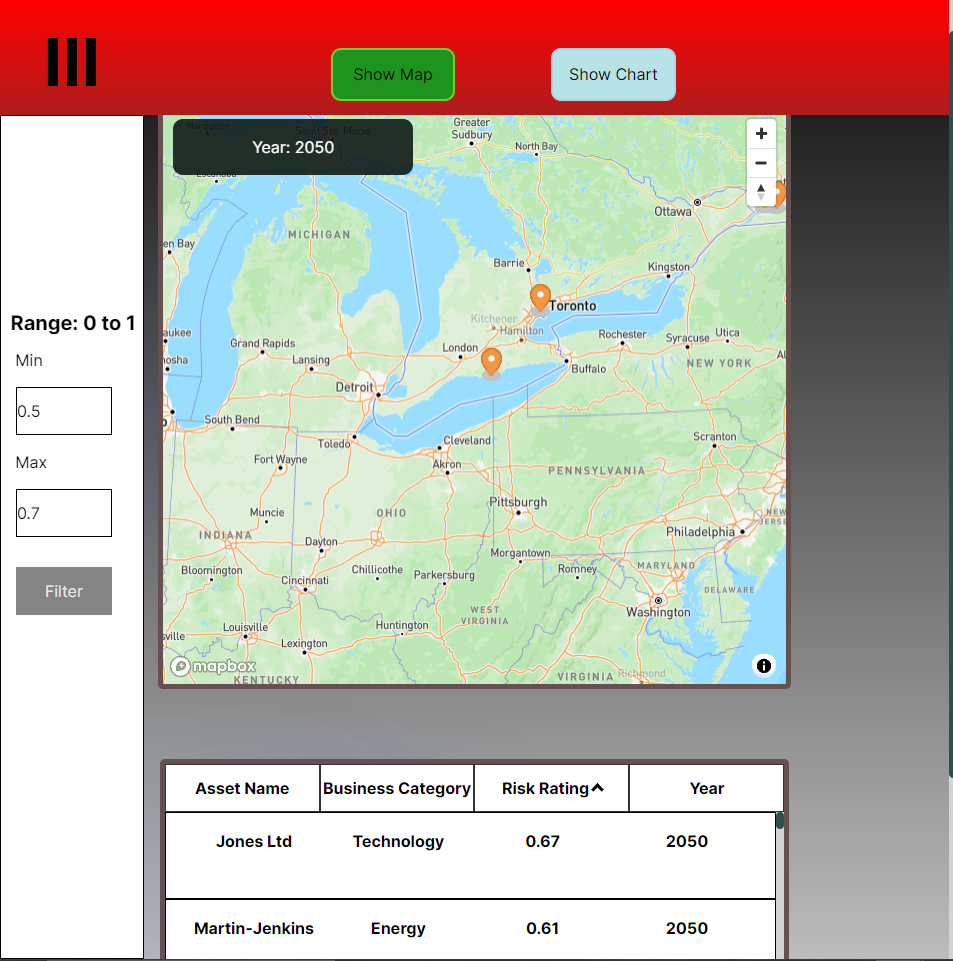 Show Map
Show Chart
Year: 2050
Marquette
Sault Ste. Marie
Greater
Sudbury
North Bay
Escanaba
Ottawa
MICHIGAN
en Bay
Barrie
Kingston
Toronto
Range: 0 to 1
Kitchener
Hamilton
aukee
Rochester
Syracuse
Utica
Grand Rapids
London
Min
osha
Lansing
Buffalo
NEW YORK
Al
Detroit
0.5
South Bend
Toledo
Cleveland
Scranton
Max
Fort Wayne
Akron
PENNSYLVANIA
0.7
Muncie
OHIO
Pittsburgh
NEW
JERSE
INDIANA
Dayton
Philadelphia
Morgantown
Bloomington
Cincinnati
Chillicothe
Parkersburg
Romney
MARYLAND
Filter
DELAWARE
WEST
VIRGINIA
Washington
sville
Louisville
Huntington
Lexington
mapbox
KENTUCKY
VIRGINIA
Richmond
Asset Name Business Category Risk Rating Year
Jones Ltd Technology 0.67 2050
Martin-Jenkins Energy 0.61 2050